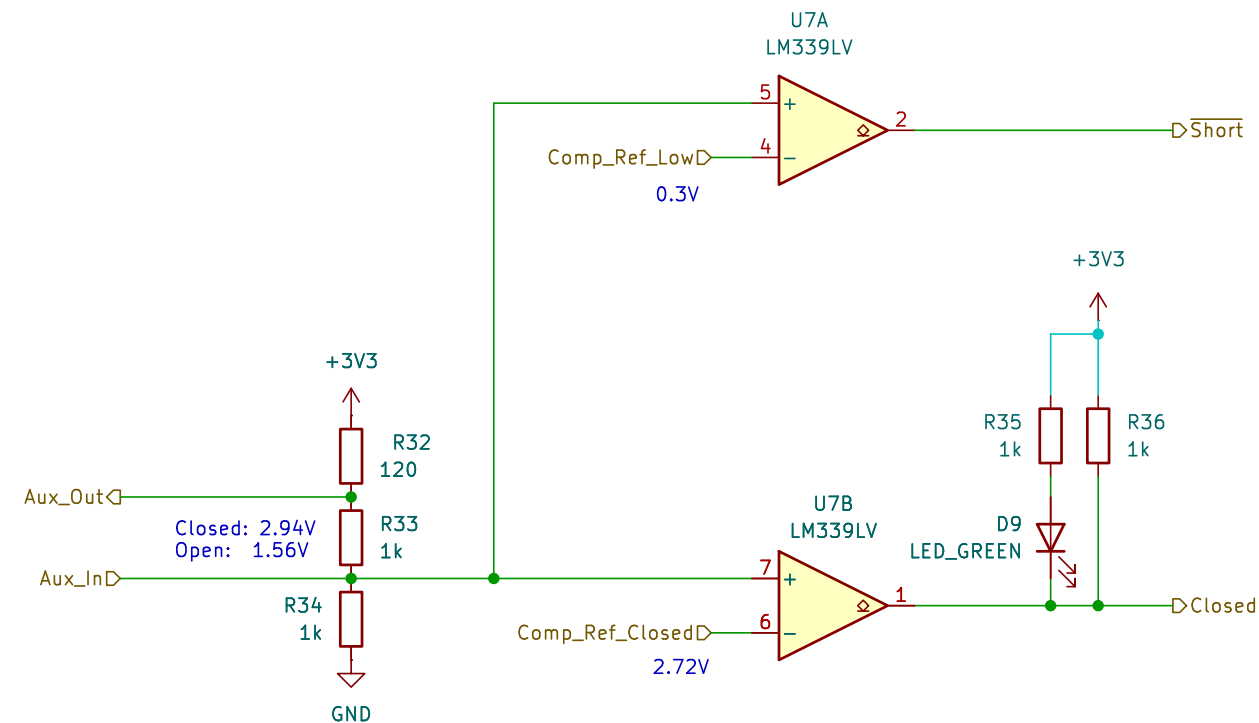 U7A
LM339LV
5
+
4
−
2
Comp_Ref_Low
0.3V
Short
+3V3
+3V3
R32
120
R35
1k
R36
1k
Aux_Out
Closed: 2.94V
Open: 1.56V
R33
1k
Aux_In
R34
1k
GND
U7B
LM339LV
7
+
6
−
1
Comp_Ref_Closed
2.72V
D9
LED_GREEN
Closed